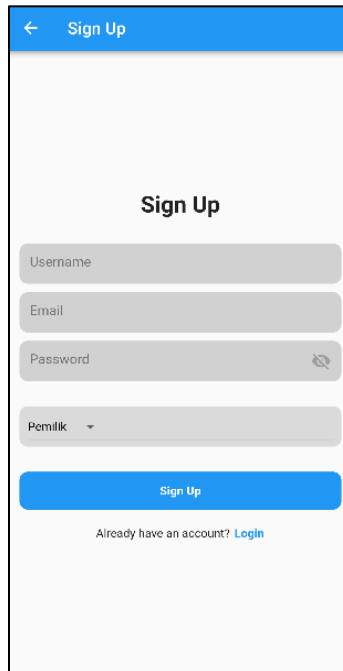 Sign Up
Sign Up
Username
Email
Password
Pemilik
Sign Up
Already have an account? Login